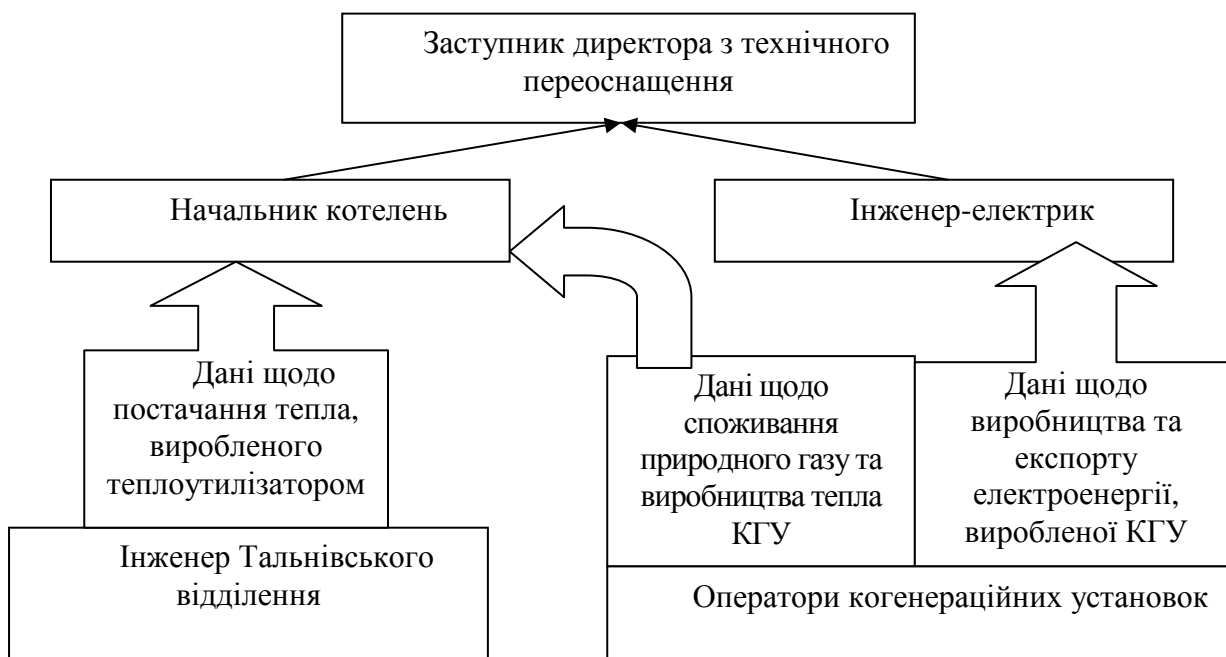 Заступник директора з технічного
переоснащення
Начальник котелень
Інженер-електрик
Дані щодо
постачання тепла,
виробленого
теплоутилізатором
Дані щодо
споживання
природного газу та
виробництва тепла
КГУ
Дані щодо
виробництва та
експорту
електроенергії,
виробленої КГУ
Інженер Тальнівського
відділення
Оператори когенераційних установок